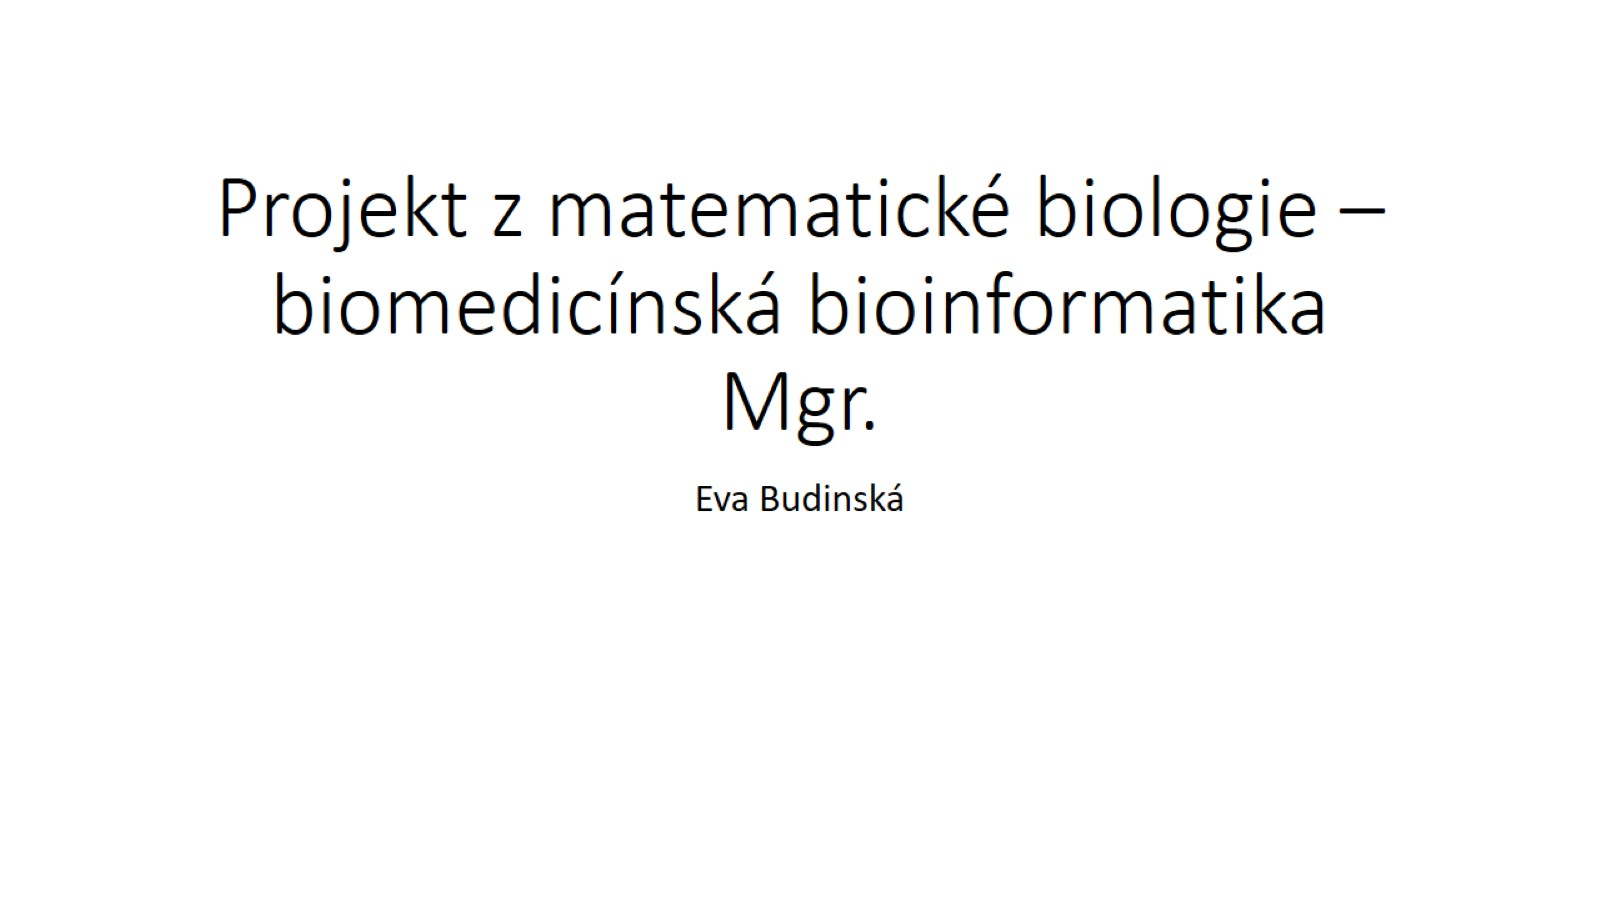 Projekt z matematické biologie –
biomedicínská bioinformatika
Mgr.
Eva Budinská